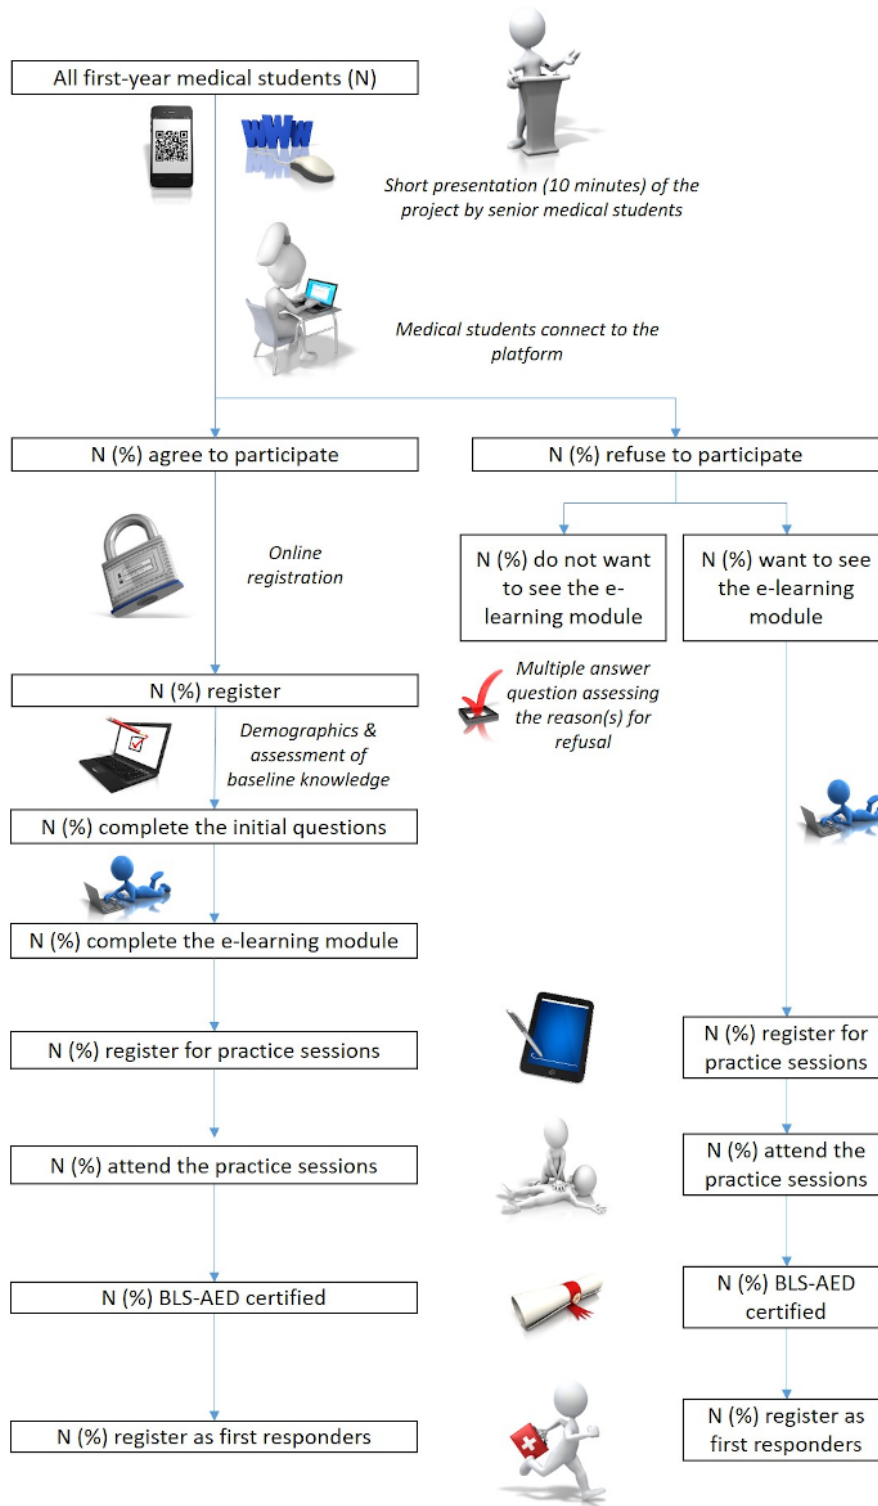 All first-year medical students (N)
WWW
Short presentation (10 minutes) of the
project by senior medical students
Medical students connect to the
platform
N (%) agree to participate
N (%) refuse to participate
Online
registration
N (%) do not want
to see the e-
learning module
N (%) want to see
the e-learning
module
N (%) register
Multiple answer
question assessing
the reason(s) for
refusal
Demographics &
assessment of
baseline knowledge
N (%) complete the initial questions
N (%) complete the e-learning module
N (%) register for practice sessions
N (%) register for
practice sessions
N (%) attend the practice sessions
N (%) attend the
practice sessions
N (%) BLS-AED certified
N (%) BLS-AED
certified
N (%) register as first responders
N (%) register as
first responders